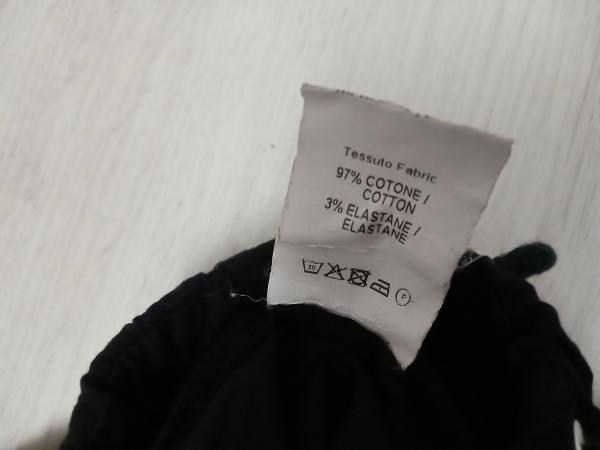 Tessuto Fabric
97% COTONE /
COTTON
3% ELASTANE /
ELASTANE
30
P